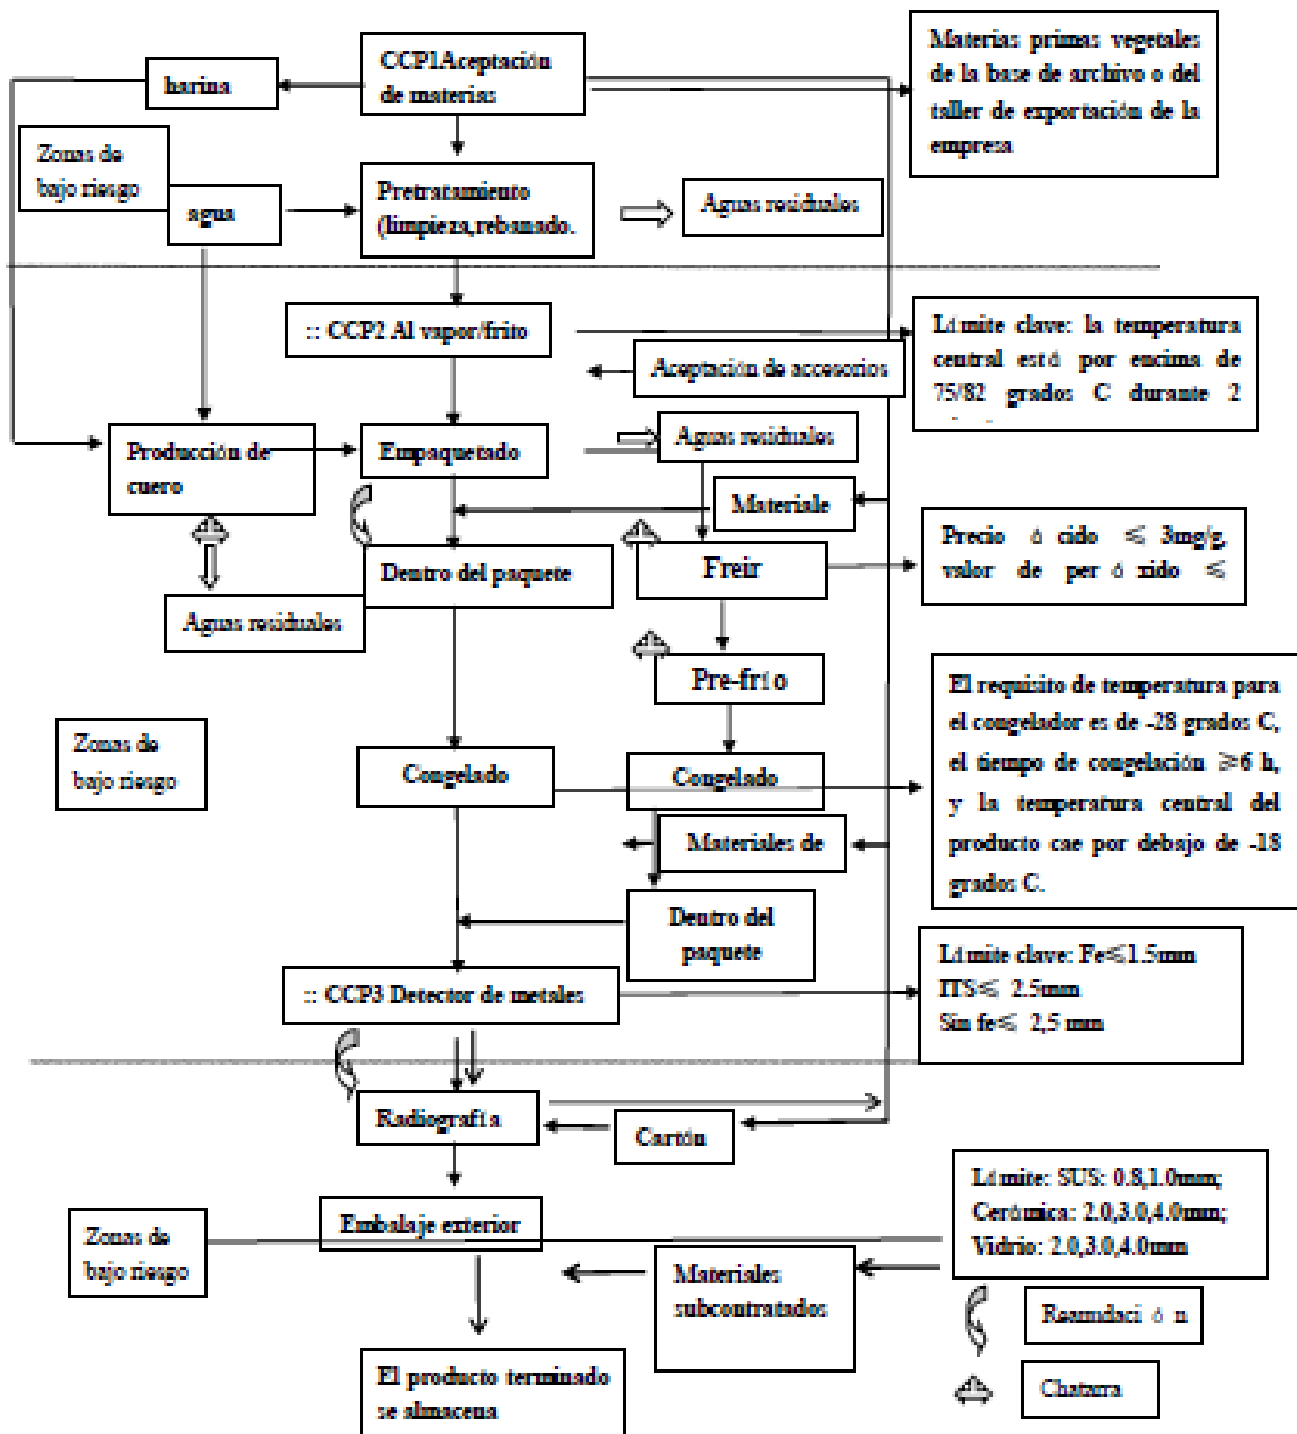 CCP1Aceptación
de materias
harina
Materias primas vegetales
de la base de archivo o del
taller de exportación de la
empresa
Zonas de
bajo riesgo
agua
Pretratamiento
(limpieza,rebanado.
Aguas residuales
:: CCP2 Al vapor/frito
Límite clave: la temperatura
central está por encima de
75/82 grados C durante 2
Aceptación de accesorios
Producción de
cuero
Empaquetado
Aguas residuales
Materiale
Dentro del paquete
Freir
Precio á cido ≤ 3mg/g,
valor de per ó xido ≤
Aguas residuales
Pre-frío
El requisito de temperatura para
el congelador es de -28 grados C,
el tiempo de congelación ≥6 h,
y la temperatura central del
producto cae por debajo de -18
grados C.
Zonas de
bajo riesgo
Congelado
Congelado
Materiales de
Dentro del
paquete
:: CCP3 Detector de metales
Límite clave: Fe≤1.5mm
ITS≤ 2.5mm
Sin fe≤ 2,5 mm
Radiografía
Cartón
Límite: SUS: 0.8,1.0mm;
Cerámica: 2.0,3.0,4.0mm;
Vidrio: 2.0,3.0,4.0mm
Zonas de
bajo riesgo
Embalaje exterior
Materiales
subcontratados
Reanudaci ó n
El producto terminado
se almacena
Chatarra